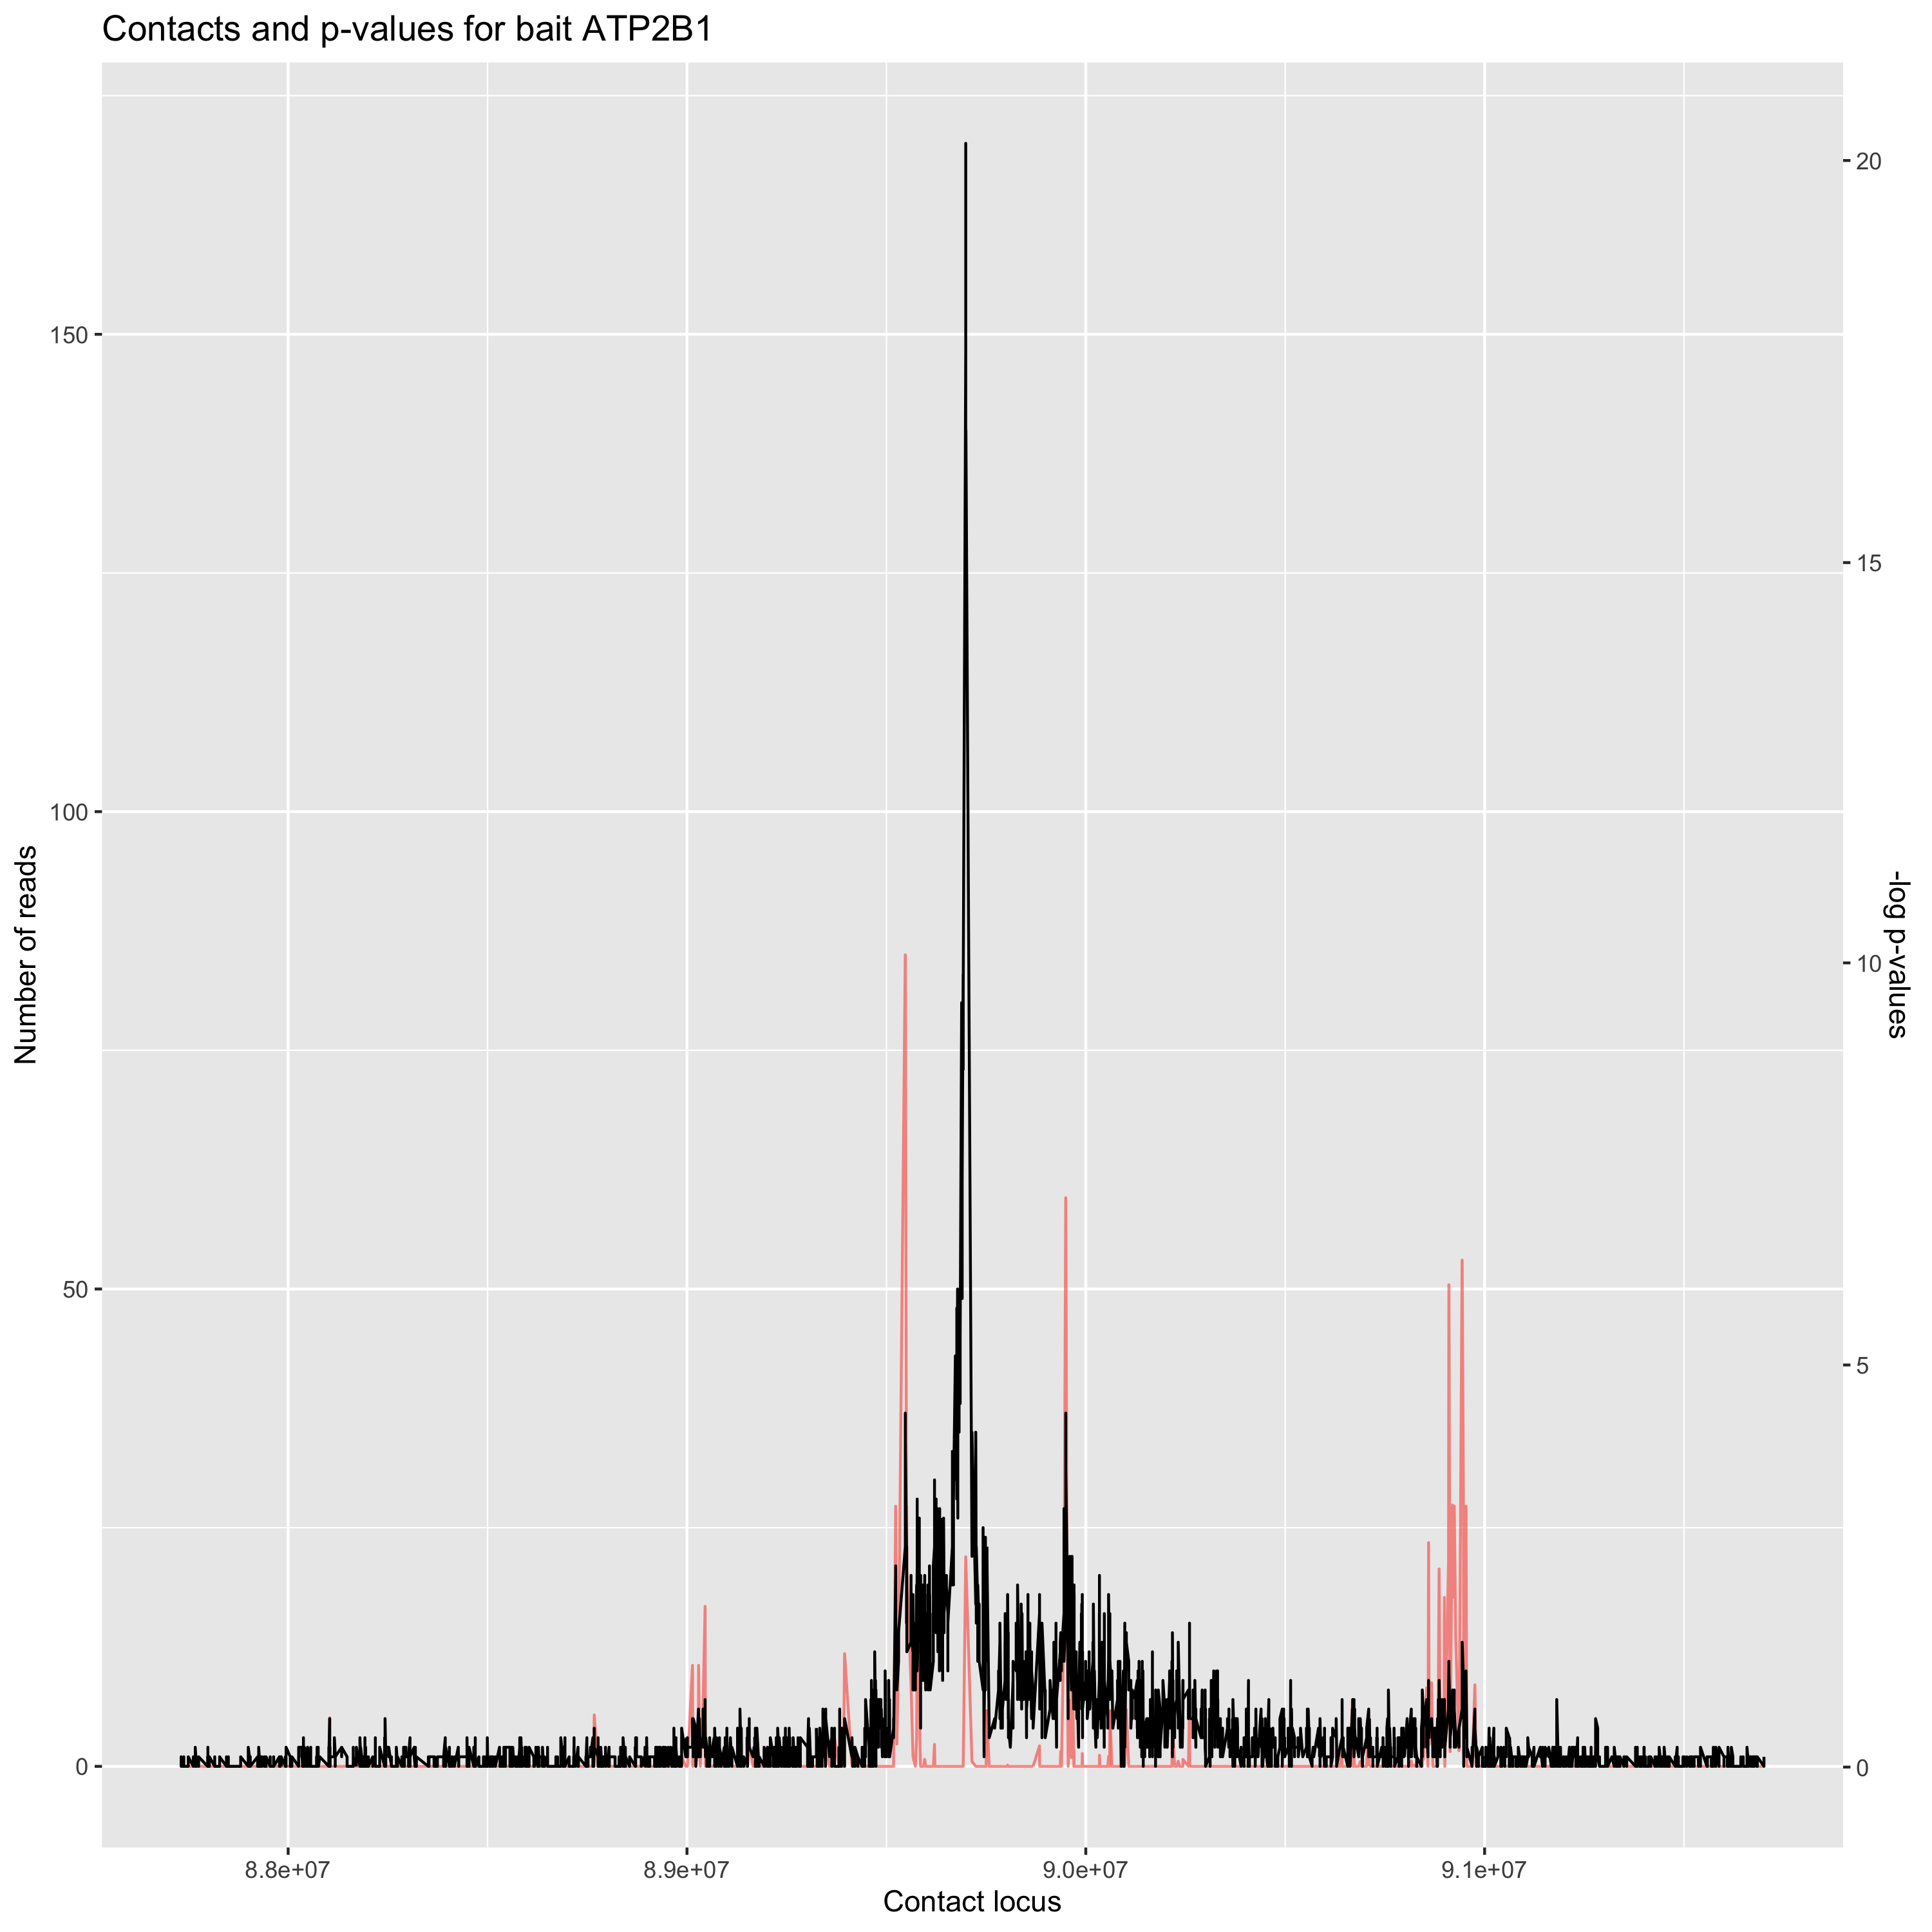 Contacts and p-values for bait ATP2B1
Number of reads
150
100
50
0
20
15
10
5
0
-log p-values
8.8e+07 8.9e+07 9.0e+07 9.1e+07
Contact locus